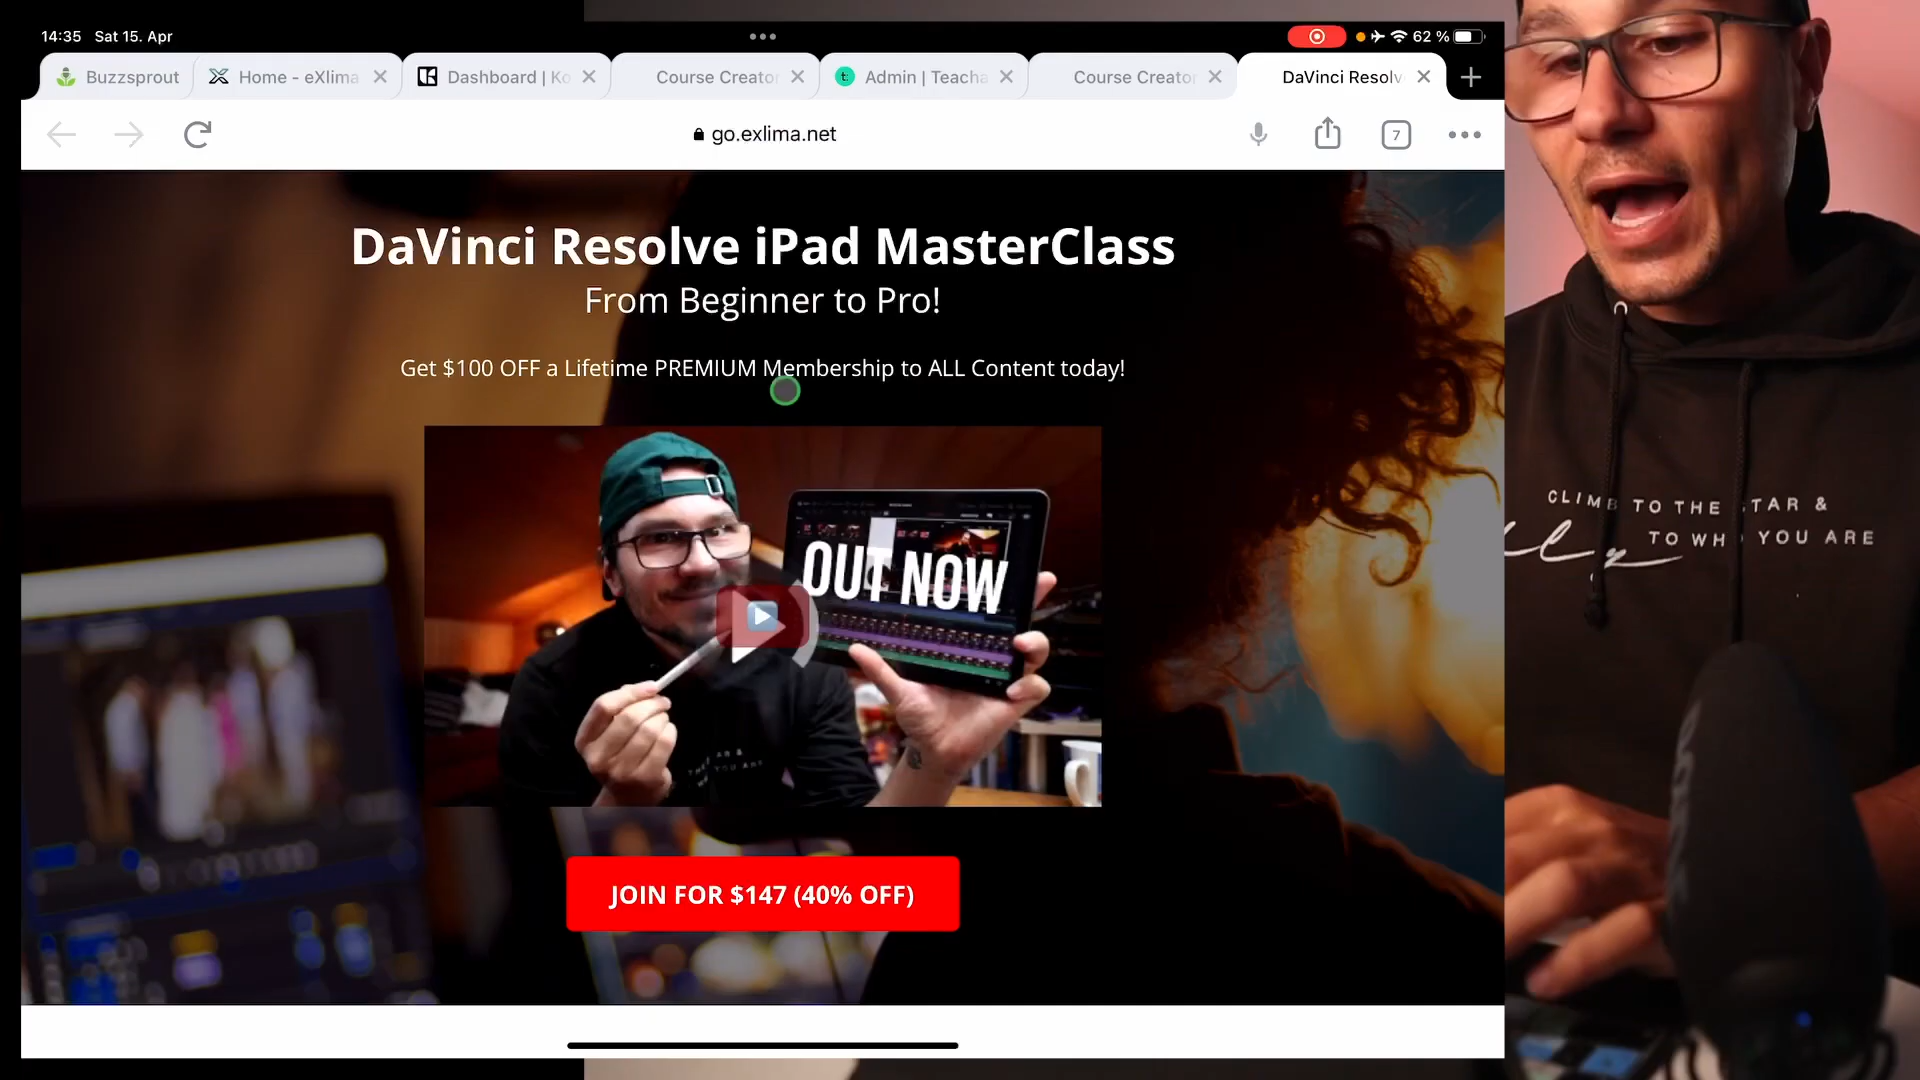 14:35 Sat 15. Apr
62 %
Buzzsprout
Home - eXlima
Dashboard | Ko
Course Creator
Admin | Teacha
Course Creator
DaVinci Resolv
go.exlima.net
7
DaVinci Resolve iPad MasterClass
From Beginner to Pro!
Get $100 OFF a Lifetime PREMIUM Membership to ALL Content today!
OUT NOW
JOIN FOR $147 (40% OFF)
CLIMB TO THE TAR &
TO WH YOU ARE